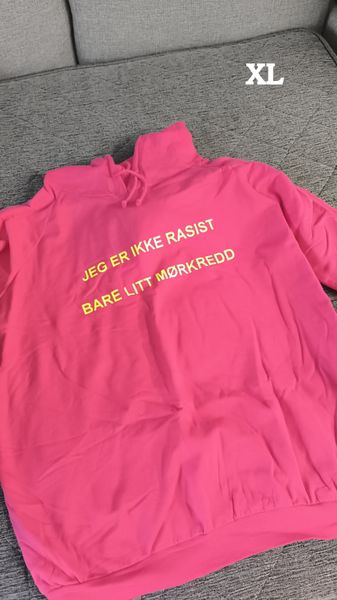 XL
JEG ER IKKE RASIST
BARE LITT MØRKREDD